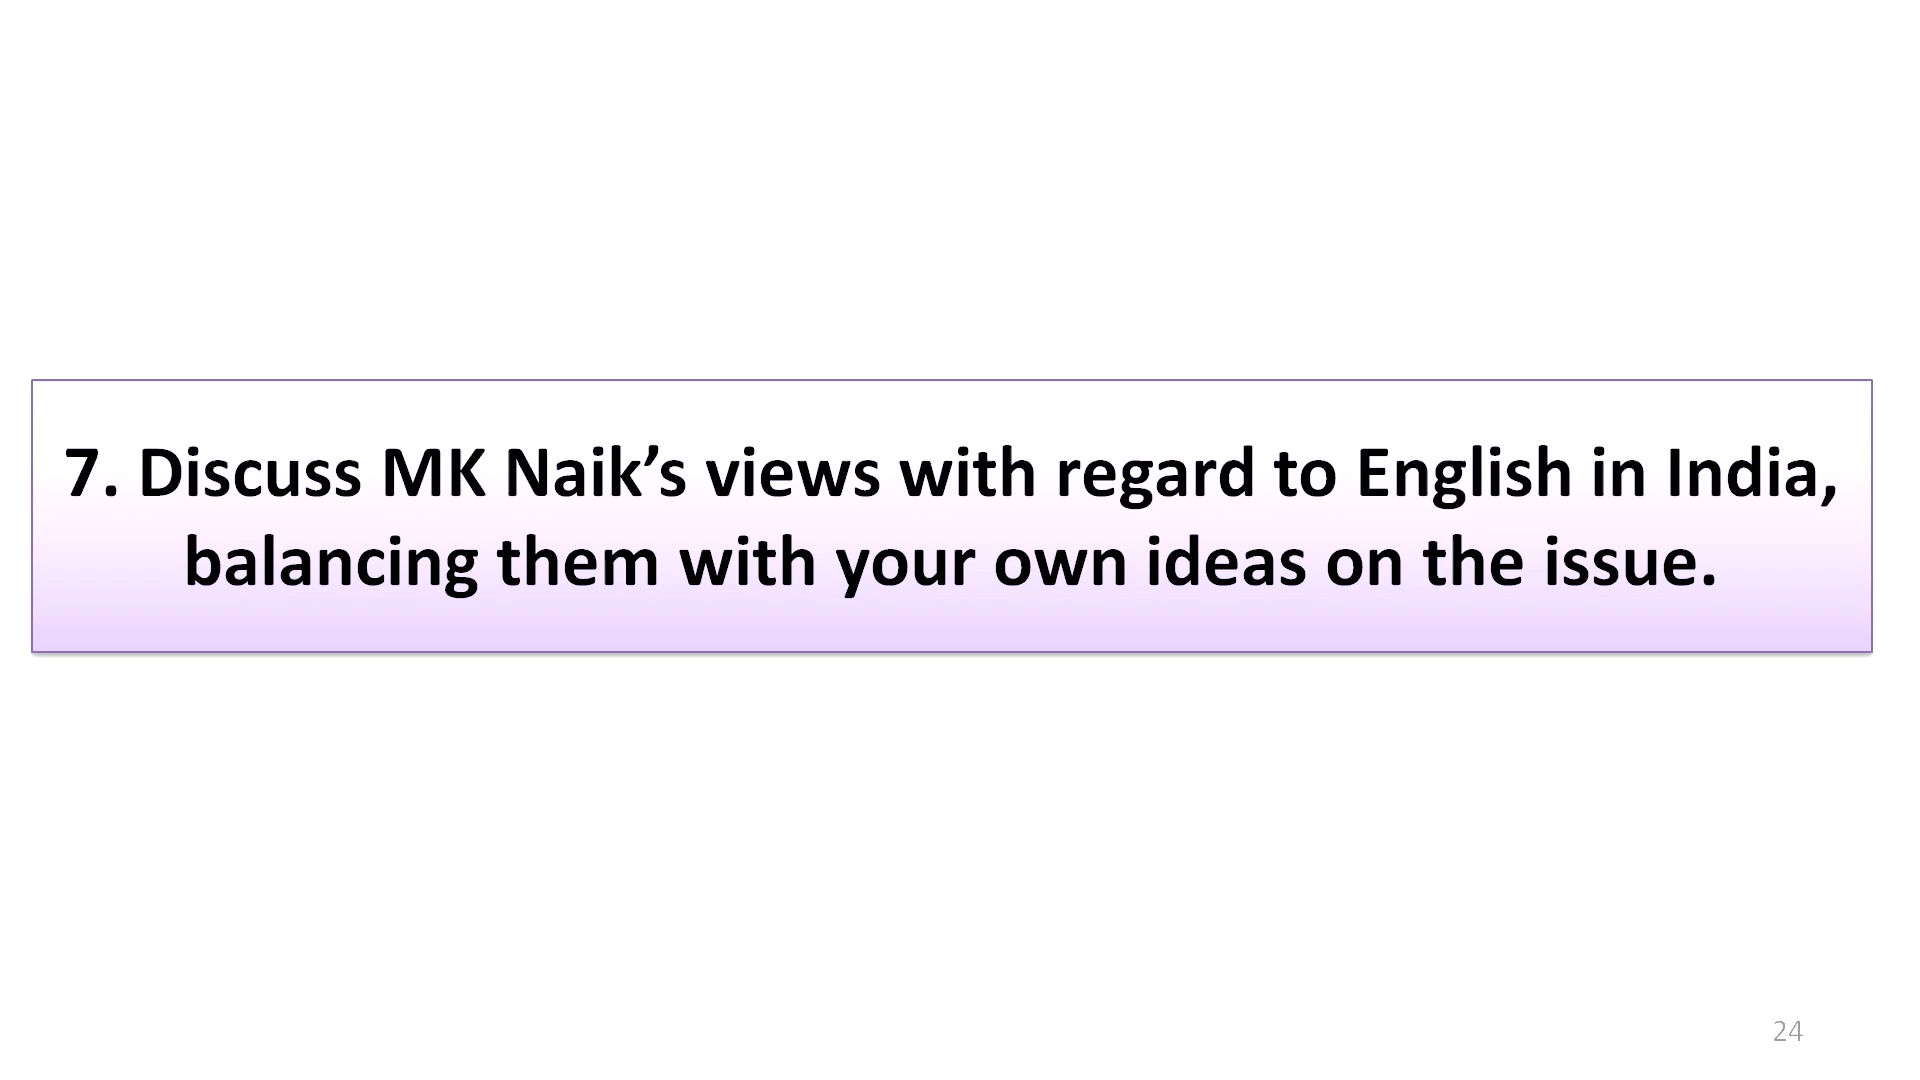 7. Discuss MK Naik’s views with regard to English in India,
balancing them with your own ideas on the issue.
24